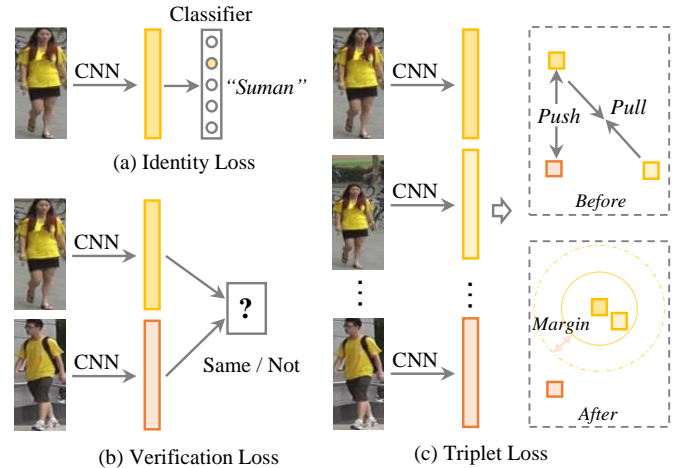 Classifier
CNN
“Suman”
(a) Identity Loss
CNN
CNN
?
Same / Not
(b) Verification Loss
CNN
CNN
CNN
(c) Triplet Loss
Push
Pull
Before
Margin
After